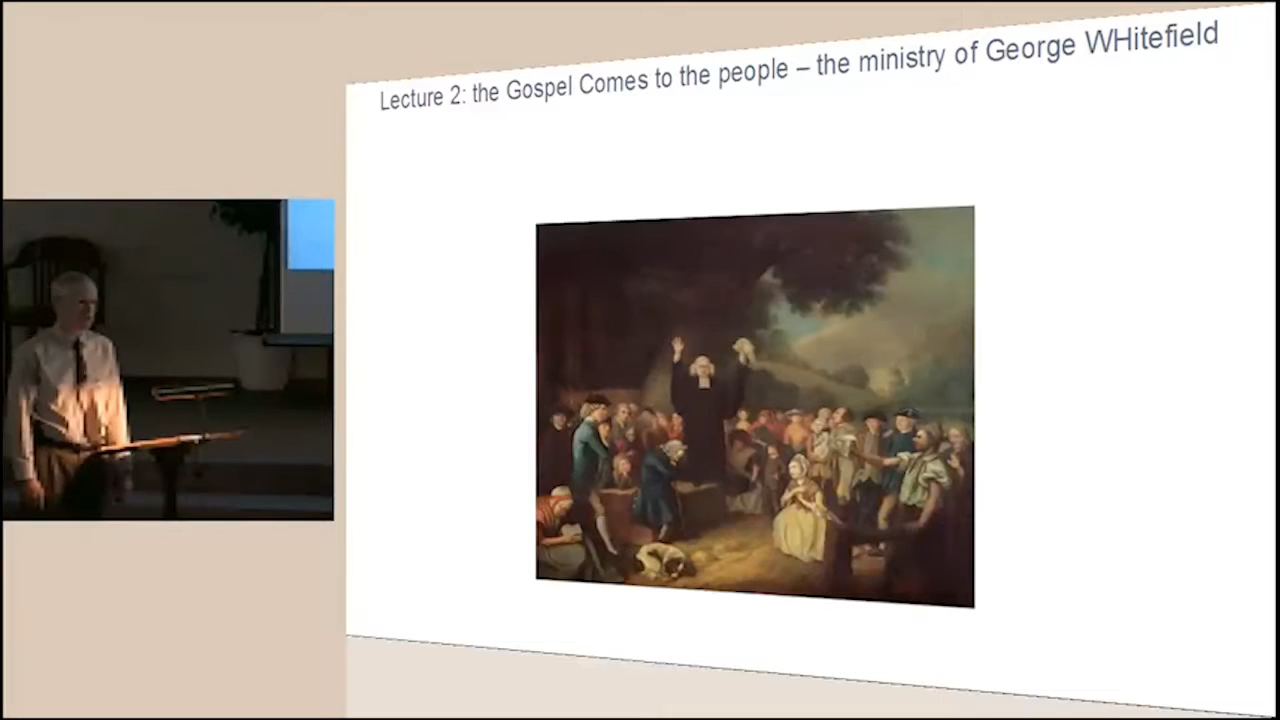 Lecture 2: the Gospel Comes to the people – the ministry of George WHitefield